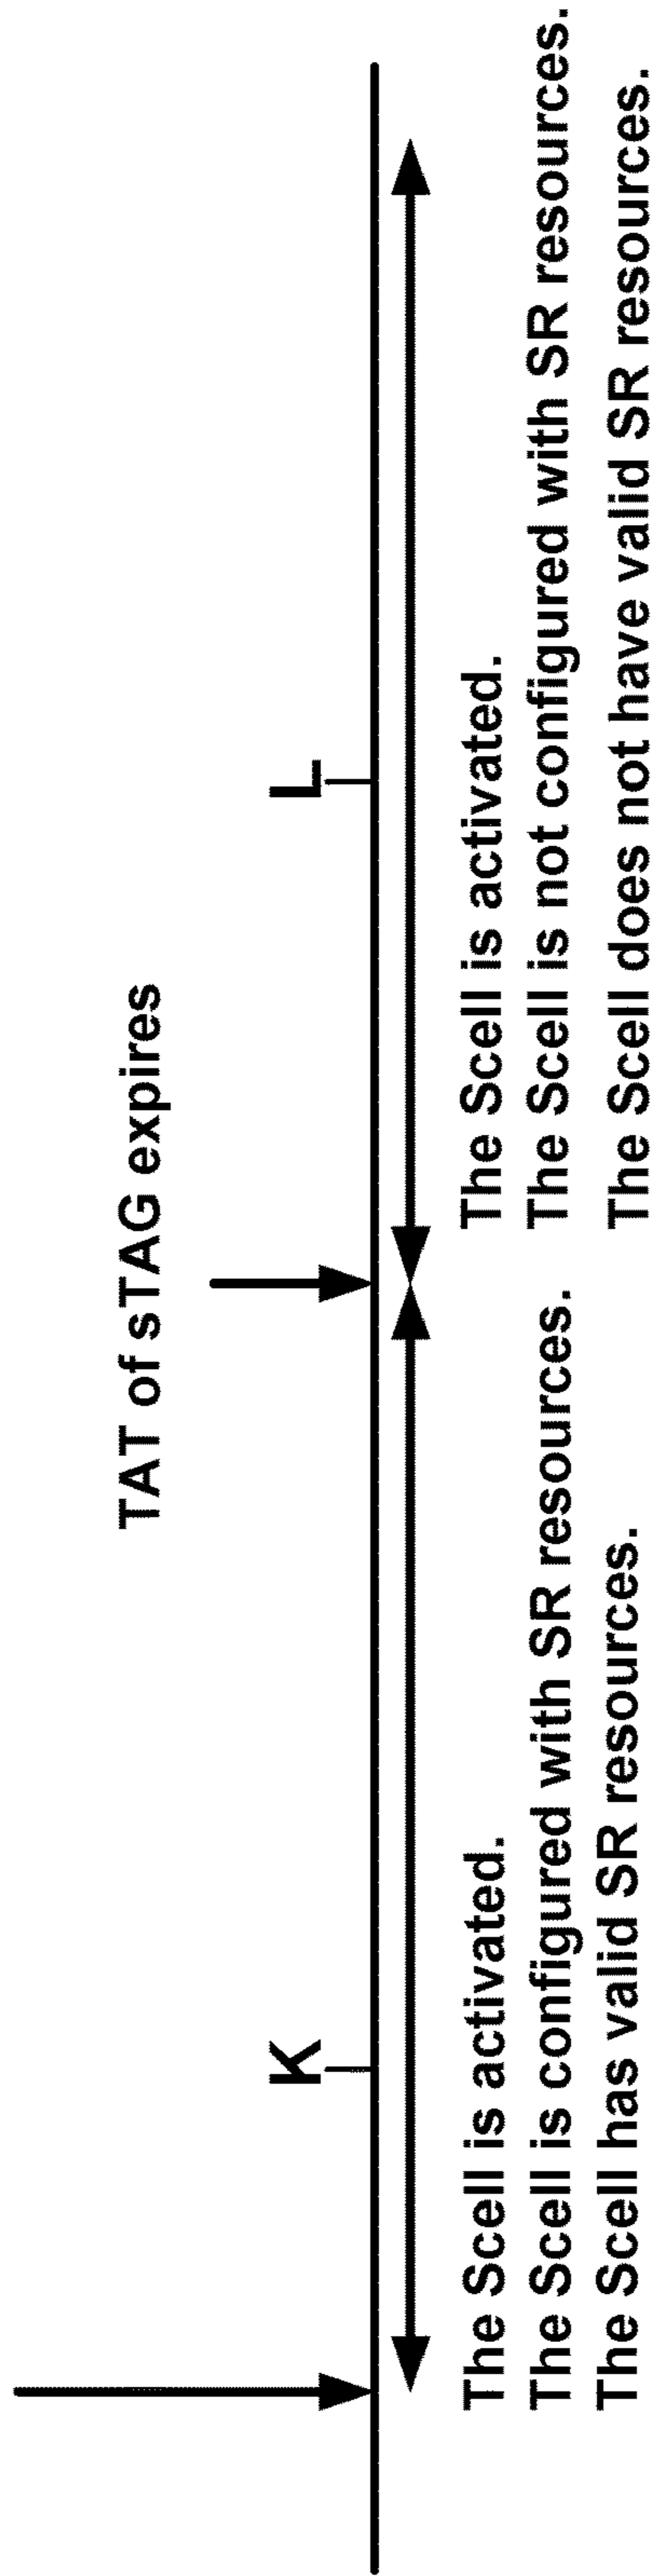 TAT of sTAG expires
K
L
The Scell is activated.
The Scell is configured with SR resources.
The Scell has valid SR resources.
The Scell is activated.
The Scell is not configured with SR resources.
The Scell does not have valid SR resources.